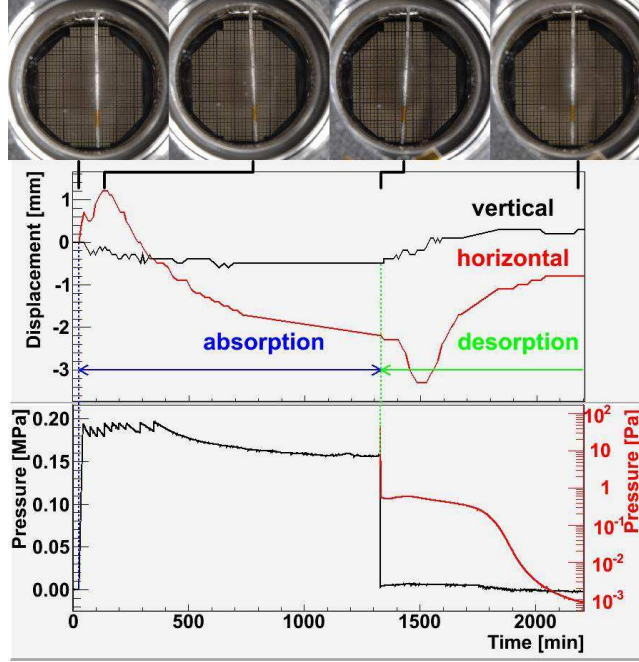 Displacement [mm]
1
0
-1
-2
-3
vertical
horizontal
absorption
desorption
Pressure [MPa]
0.20
0.15
0.10
0.05
0.00
10²
10
1
10⁻¹
10⁻²
10⁻³
Pressure [Pa]
0 500 1000 1500 2000
Time [min]